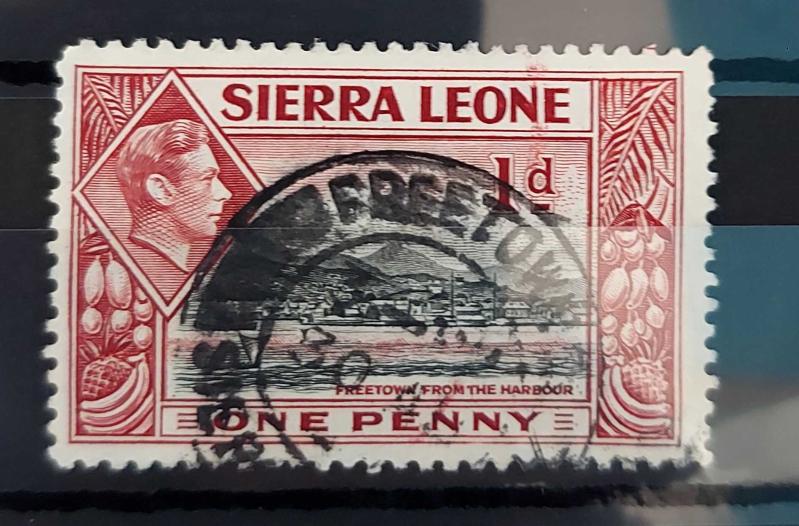 SIERRA LEONE
1d
FREETOWN
FREETOWN FROM THE HARBOUR
ONE PENNY